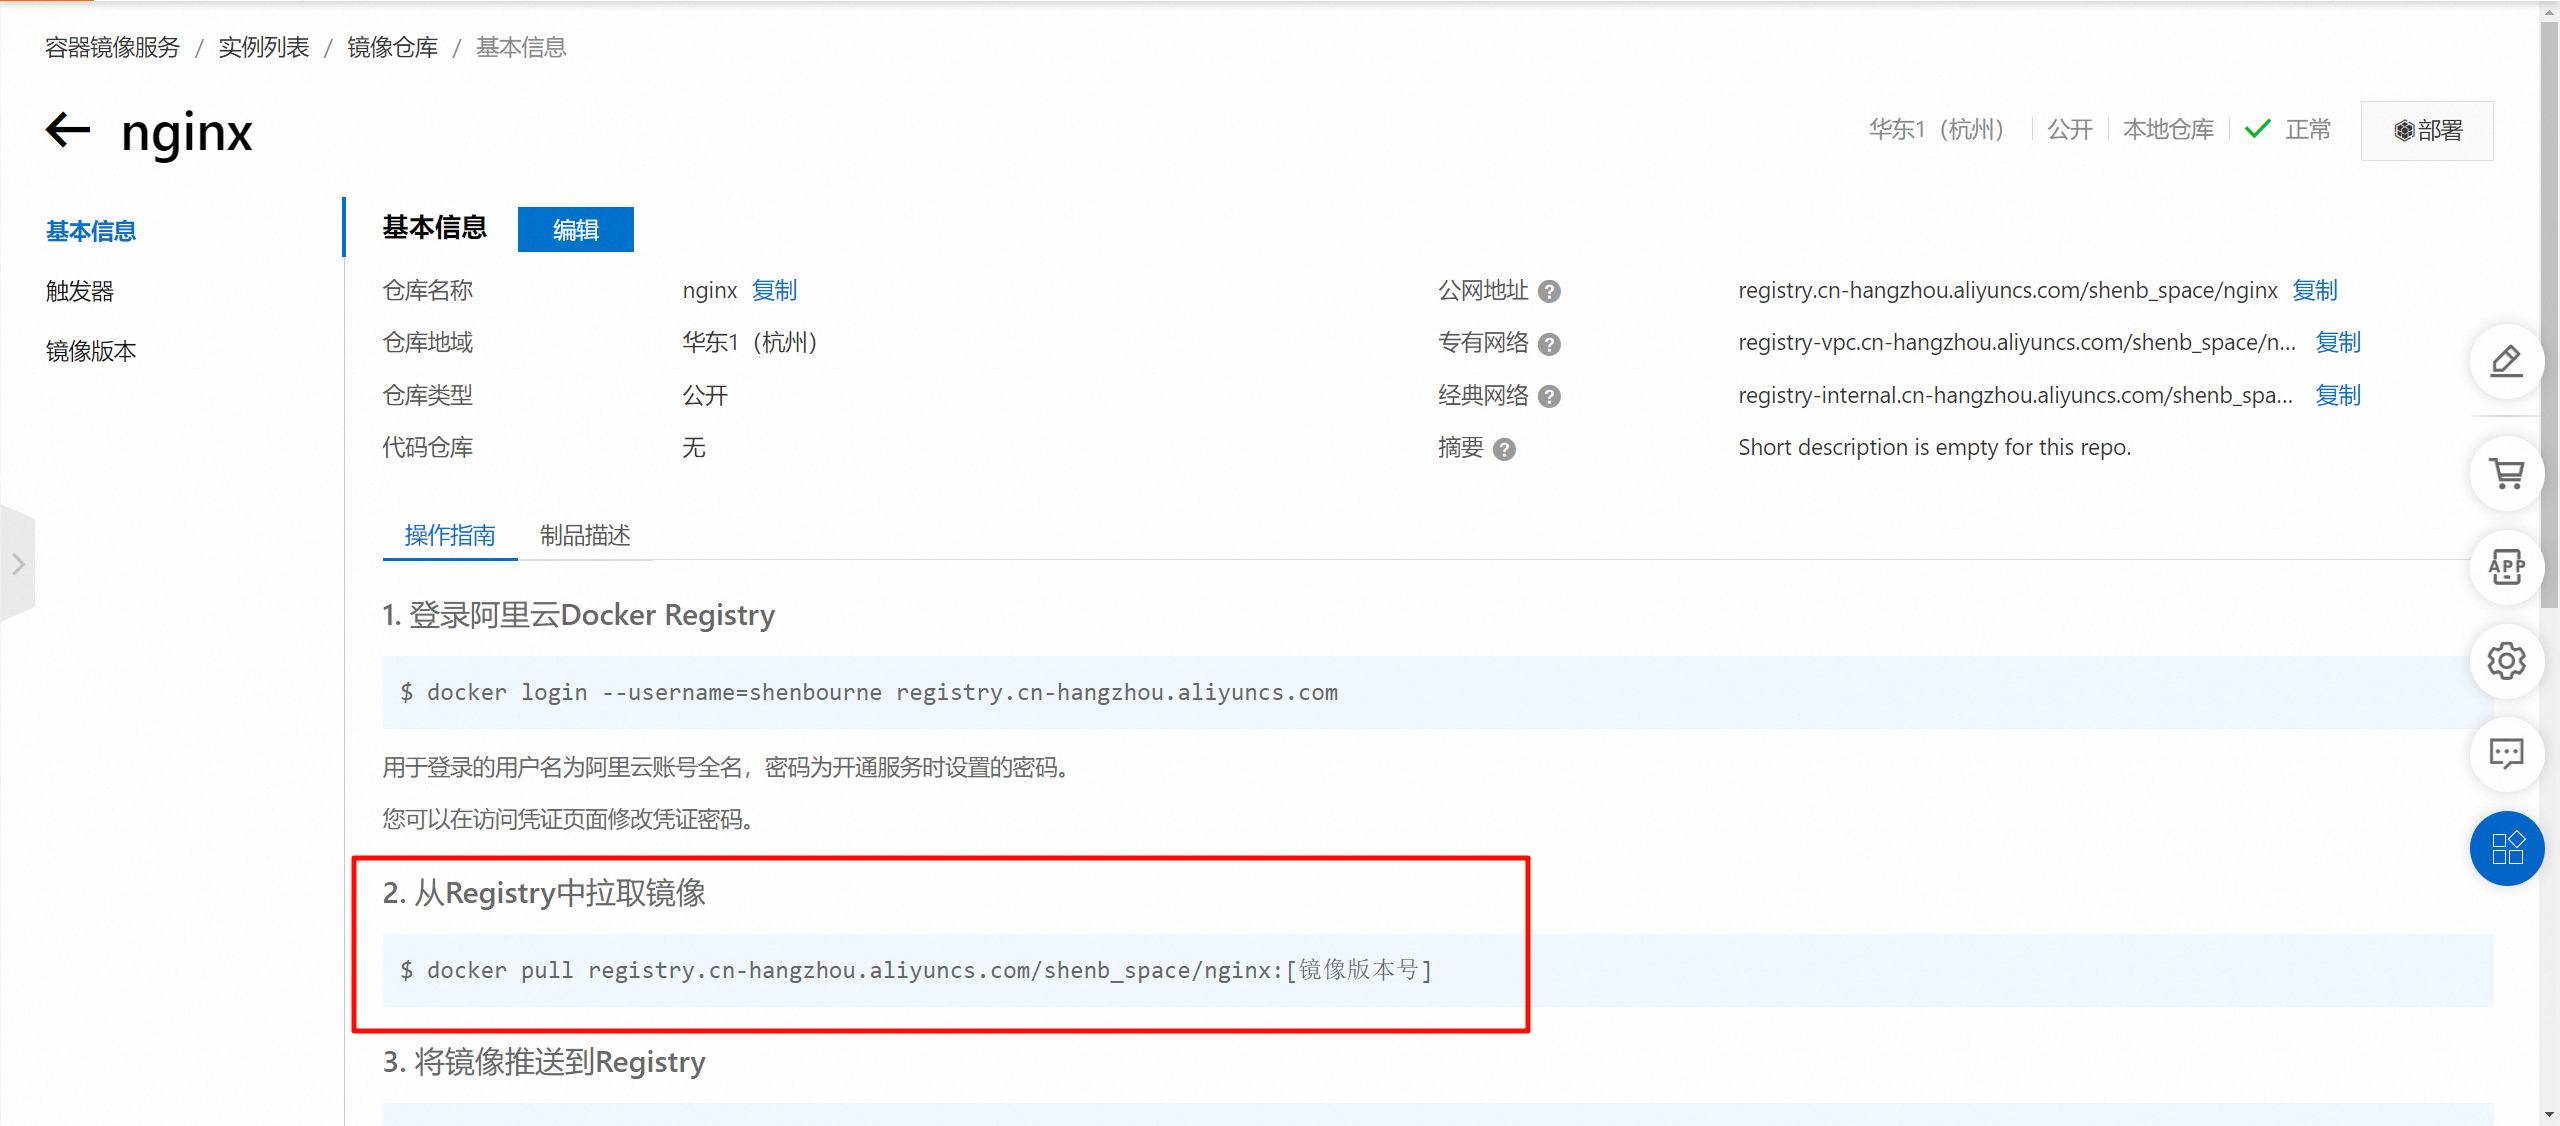 容器镜像服务 / 实例列表 / 镜像仓库 / 基本信息
nginx
华东1（杭州） 公开 本地仓库 正常 部署
基本信息
触发器
镜像版本
基本信息 编辑
仓库名称 nginx 复制 公网地址 ? registry.cn-hangzhou.aliyuncs.com/shenb_space/nginx 复制
仓库地域 华东1（杭州） 专有网络 ? registry-vpc.cn-hangzhou.aliyuncs.com/shenb_space/n... 复制
仓库类型 公开 经典网络 ? registry-internal.cn-hangzhou.aliyuncs.com/shenb_spa... 复制
代码仓库 无 摘要 ? Short description is empty for this repo.
操作指南 制品描述
APP
1. 登录阿里云Docker Registry
$ docker login --username=shenbourne registry.cn-hangzhou.aliyuncs.com
用于登录的用户名为阿里云账号全名，密码为开通服务时设置的密码。
您可以在访问凭证页面修改凭证密码。
2. 从Registry中拉取镜像
$ docker pull registry.cn-hangzhou.aliyuncs.com/shenb_space/nginx:[镜像版本号]
3. 将镜像推送到Registry